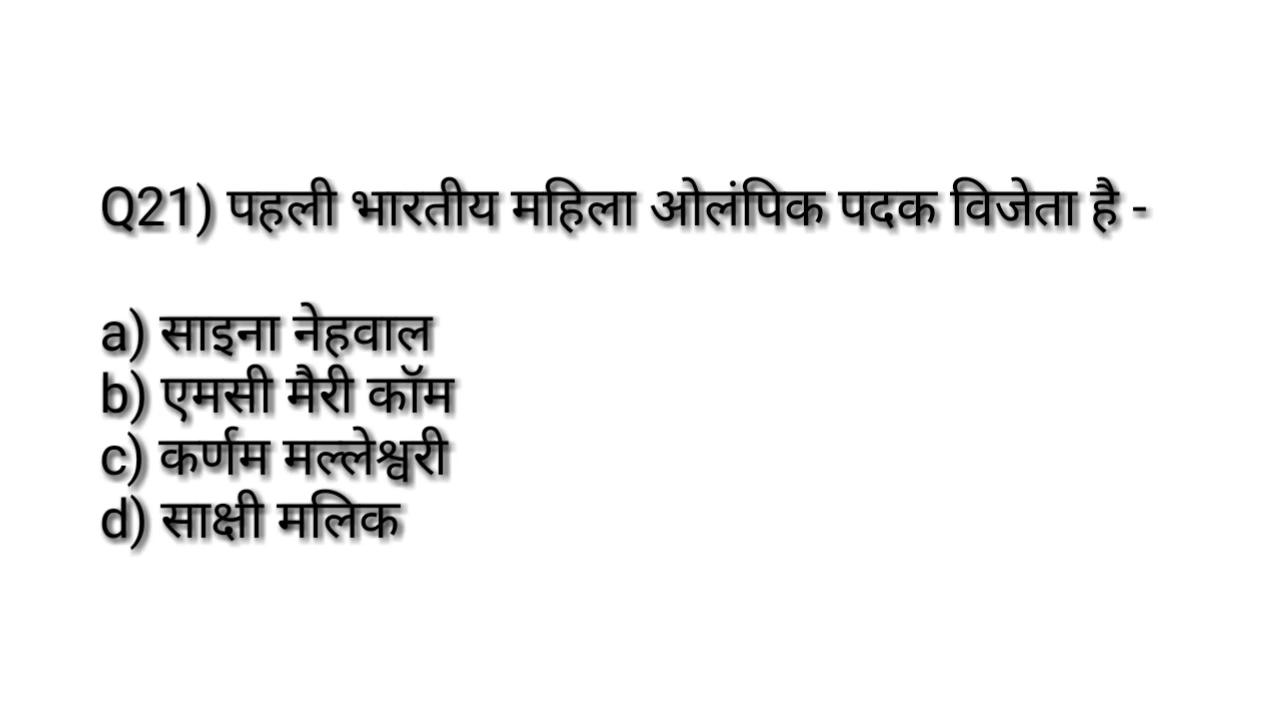 Q21) पहली भारतीय महिला ओलंपिक पदक विजेता है -
a) साइना नेहवाल
b) एमसी मैरी कॉम
c) कर्णम मल्लेश्वरी
d) साक्षी मलिक